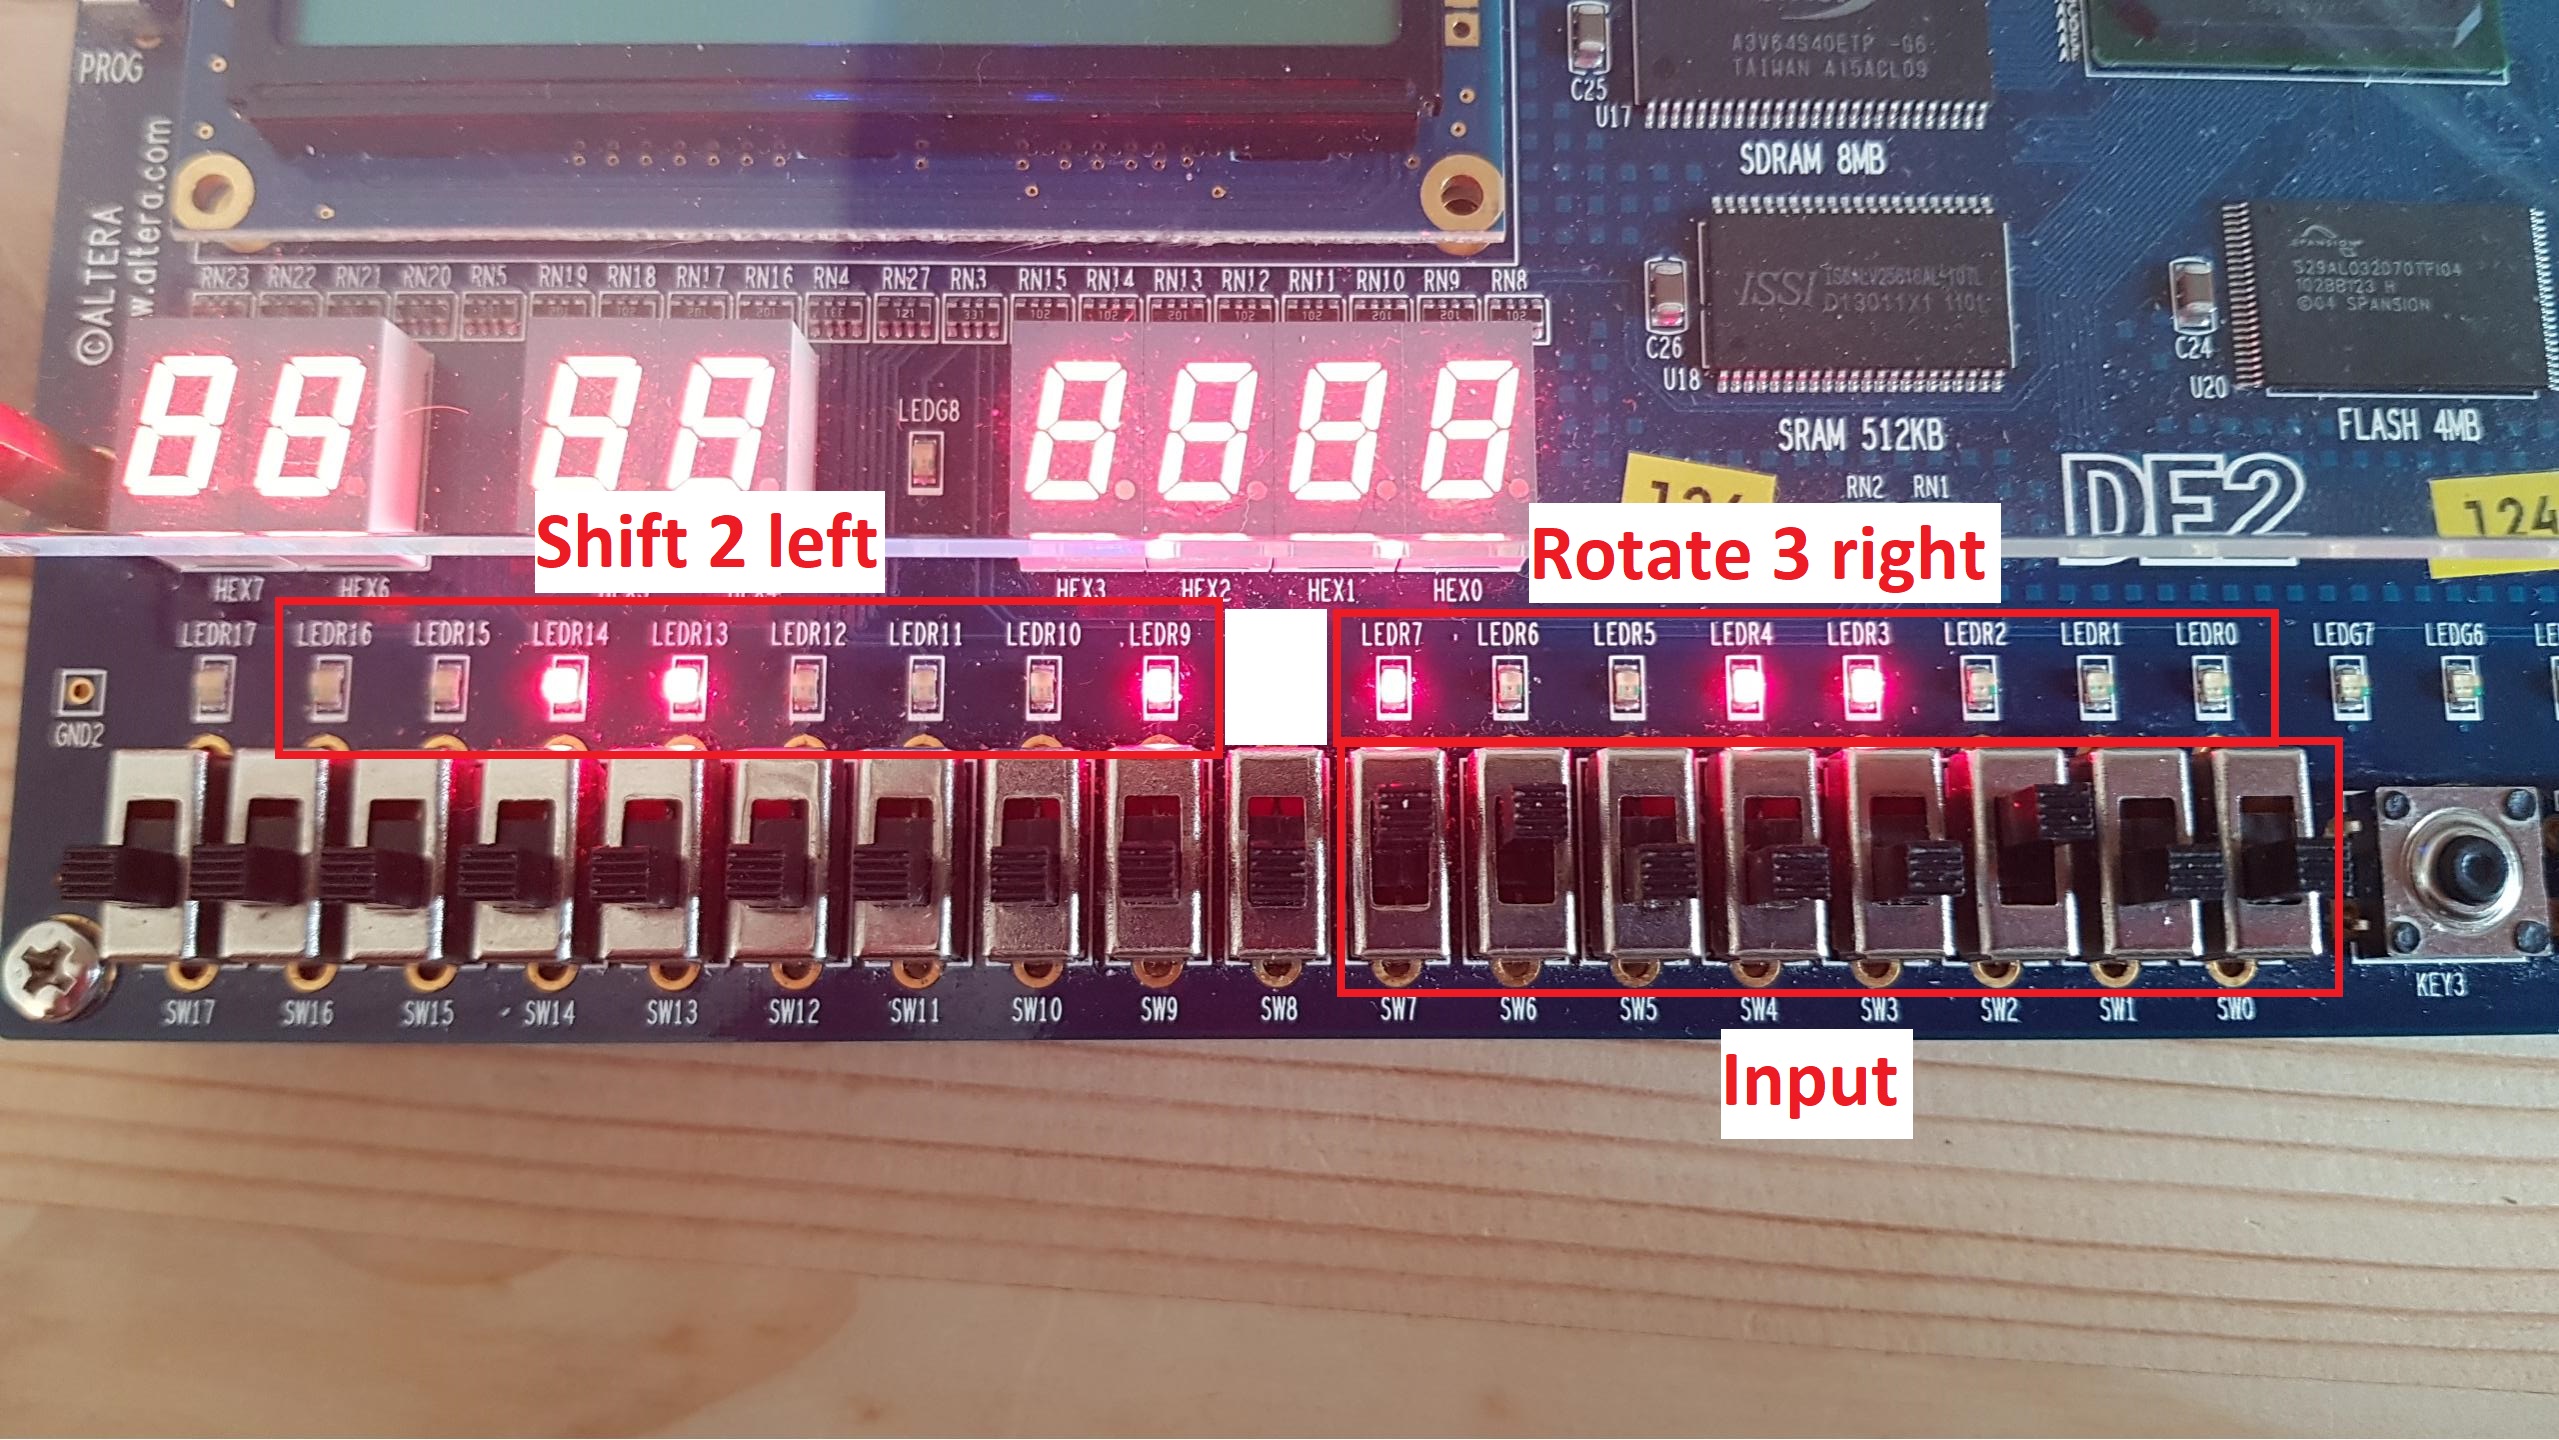 PROG
©ALTERA
w.altera.com
A3V64S40ETP -G6
TAIWAN A15ACL09
C25
U17
SDRAM 8MB
RN23 RN22 RN21 RN20 RN5 RN19 RN18 RN17 RN16 RN4 RN27 RN3 RN15 RN14 RN13 RN12 RN11 RN10 RN9 RN8
ISSI
D13011X1 1101
S29AL032D70TFI04
102BB123 H
©04 SPANSION
C26
U18
C24
U20
SRAM 512KB
FLASH 4MB
LEDG8
RN2 RN1
DE2
124
Shift 2 left
Rotate 3 right
HEX7 HEX6 HEX3 HEX2 HEX1 HEX0
LEDR17 LEDR16 LEDR15 LEDR14 LEDR13 LEDR12 LEDR11 LEDR10 LEDR9 LEDR7 LEDR6 LEDR5 LEDR4 LEDR3 LEDR2 LEDR1 LEDR0 LEDG7 LEDG6
GND2
SW17 SW16 SW15 SW14 SW13 SW12 SW11 SW10 SW9 SW8 SW7 SW6 SW5 SW4 SW3 SW2 SW1 SW0
KEY3
Input